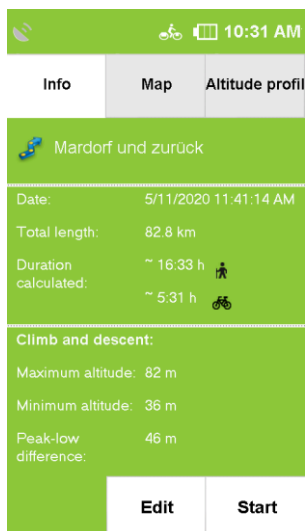 10:31 AM
Info Map Altitude profil
Mardorf und zurück
Date: 5/11/2020 11:41:14 AM
Total length: 82.8 km
Duration ~ 16:33 h
calculated:
~ 5:31 h
Climb and descent:
Maximum altitude: 82 m
Minimum altitude: 36 m
Peak-low 46 m
difference:
Edit Start